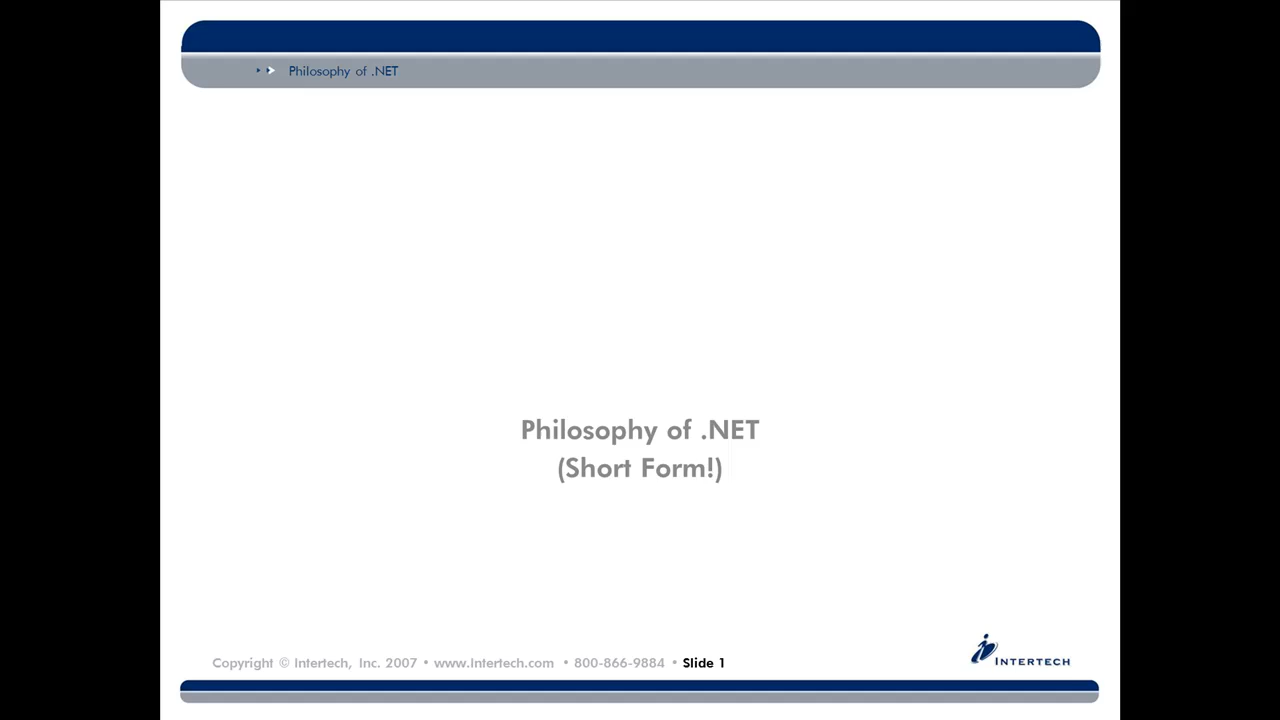 Philosophy of .NET
Philosophy of .NET
(Short Form!)
Copyright © Intertech, Inc. 2007 • www.Intertech.com • 800-866-9884 • Slide 1
INTERTECH